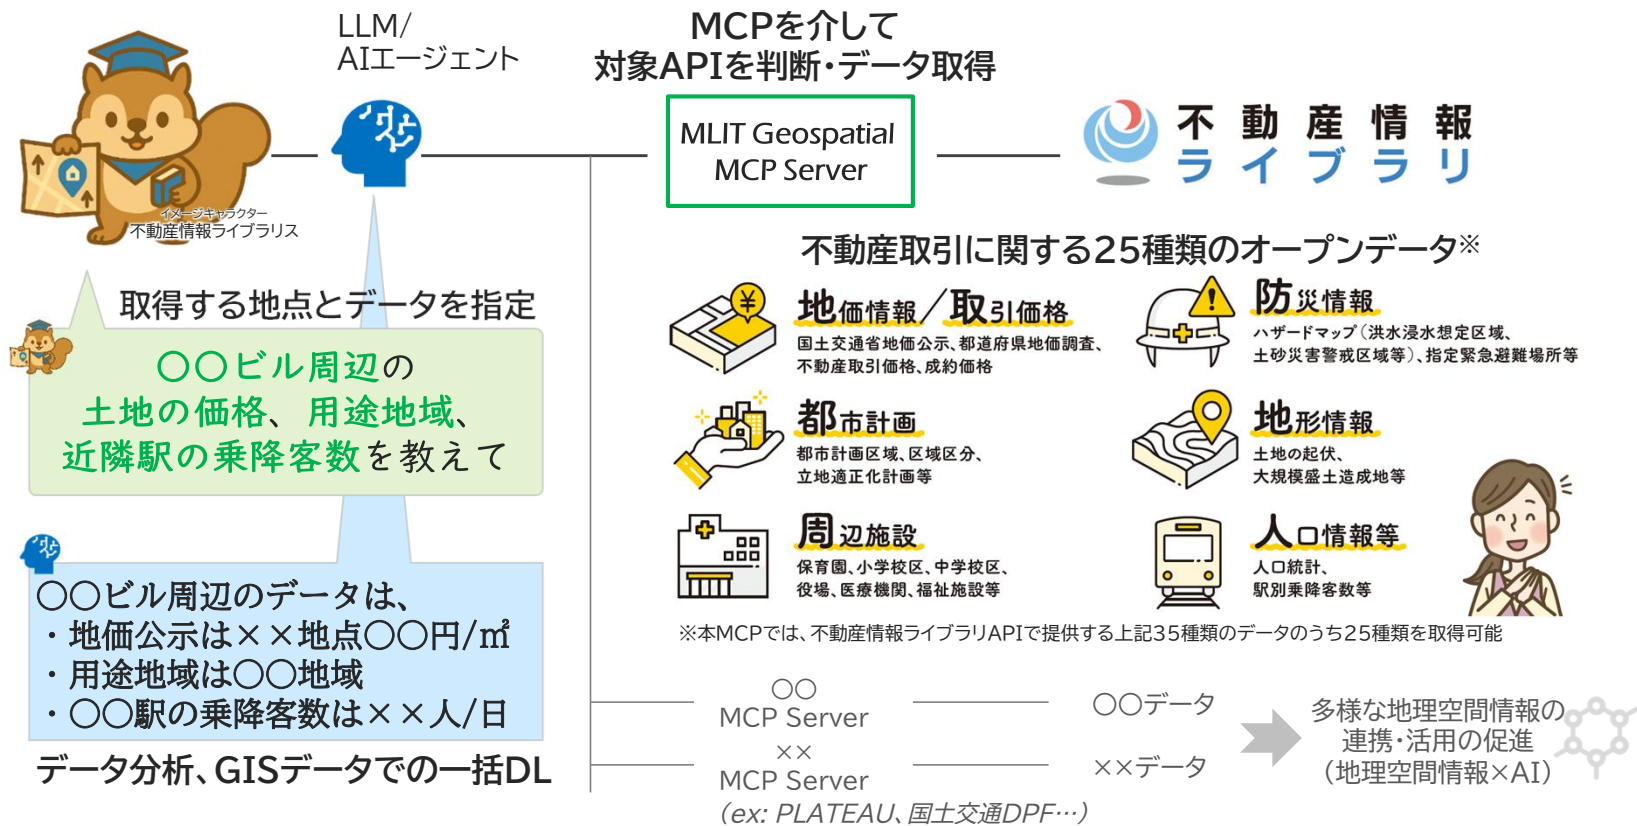 LLM/
AIエージェント
MCPを介して
対象APIを判断・データ取得
MLIT Geospatial
MCP Server
不動産情報
ライブラリ
イメージキャラクター
不動産情報ライブラリス
取得する地点とデータを指定
〇〇ビル周辺の
土地の価格、用途地域、
近隣駅の乗降客数を教えて
〇〇ビル周辺のデータは、
・地価公示は××地点〇〇円/㎡
・用途地域は〇〇地域
・〇〇駅の乗降客数は××人/日
データ分析、GISデータでの一括DL
不動産取引に関する25種類のオープンデータ※
地価情報/取引価格
国土交通省地価公示、都道府県地価調査、
不動産取引価格、成約価格
防災情報
ハザードマップ（洪水浸水想定区域、
土砂災害警戒区域等）、指定緊急避難場所等
都市計画
都市計画区域、区域区分、
立地適正化計画等
地形情報
土地の起伏、
大規模盛土造成地等
周辺施設
保育園、小学校区、中学校区、
役場、医療機関、福祉施設等
人口情報等
人口統計、
駅別乗降客数等
※本MCPでは、不動産情報ライブラリAPIで提供する上記35種類のデータのうち25種類を取得可能
〇〇
MCP Server
〇〇データ
××
MCP Server
××データ
（ex: PLATEAU、国土交通DPF…）
多様な地理空間情報の
連携・活用の促進
（地理空間情報×AI）